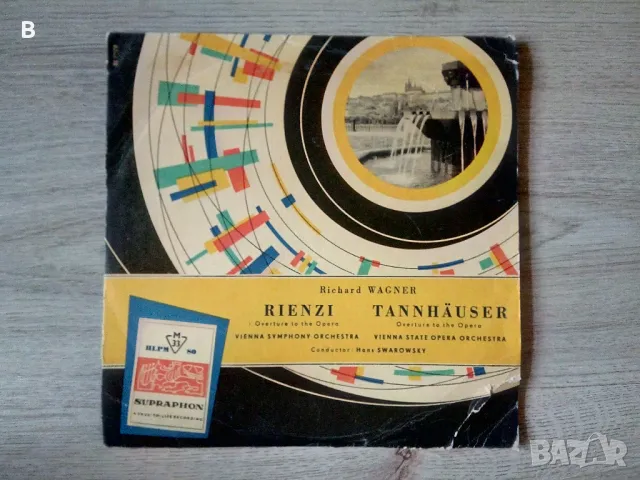 B
Richard WAGNER
RIENZI TANNHÄUSER
Overture to the Opera Overture to the Opera
VIENNA SYMPHONY ORCHESTRA VIENNA STATE OPERA ORCHESTRA
Conductor: Hans SWAROWSKY
M
33
HLPM 80
SUPRAPHON
BAZAR